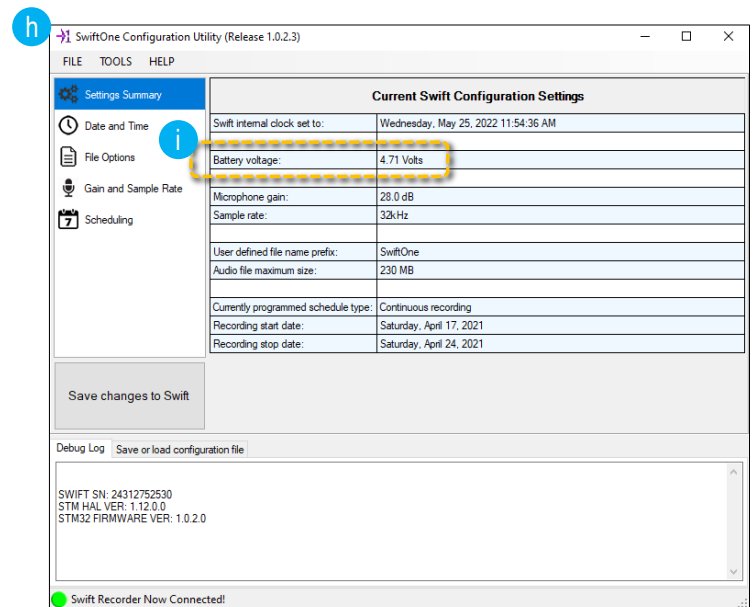 h
SwiftOne Configuration Utility (Release 1.0.2.3)
FILE TOOLS HELP
Settings Summary
Date and Time
i
File Options
Gain and Sample Rate
7
Scheduling
Current Swift Configuration Settings
Swift internal clock set to: Wednesday, May 25, 2022 11:54:36 AM
Battery voltage: 4.71 Volts
Microphone gain: 28.0 dB
Sample rate: 32kHz
User defined file name prefix: SwiftOne
Audio file maximum size: 230 MB
Currently programmed schedule type: Continuous recording
Recording start date: Saturday, April 17, 2021
Recording stop date: Saturday, April 24, 2021
Save changes to Swift
Debug Log Save or load configuration file
SWIFT SN: 24312752530
STM HAL VER: 1.12.0.0
STM32 FIRMWARE VER: 1.0.2.0
Swift Recorder Now Connected!